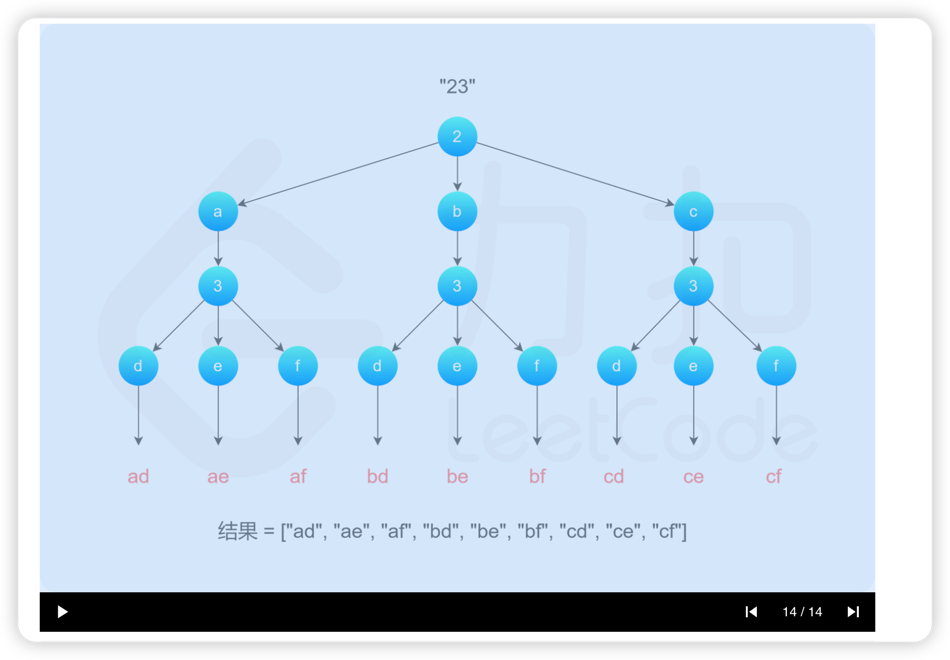 "23"
2
a b c
3 3 3
d e f d e f d e f
ad ae af bd be bf cd ce cf
结果 = ["ad", "ae", "af", "bd", "be", "bf", "cd", "ce", "cf"]
力扣
LeetCode
14 / 14